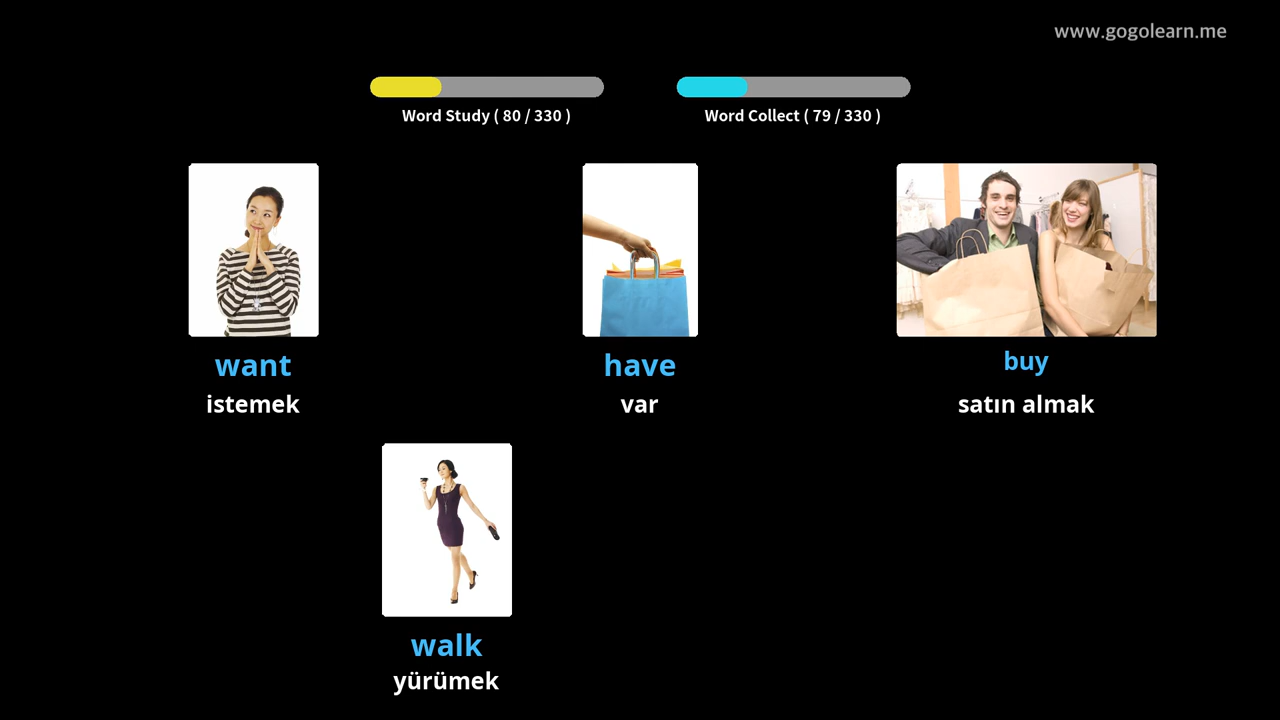 www.gogolearn.me
Word Study ( 80 / 330 )
Word Collect ( 79 / 330 )
want
istemek
have
var
buy
satın almak
walk
yürümek